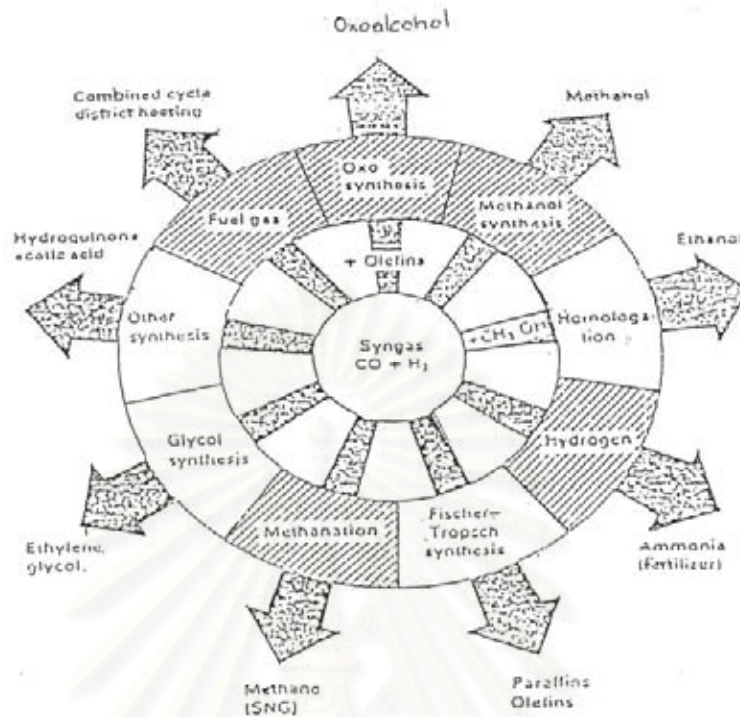 Oxoalcohol
Combined cycle
district heating
Methanol
Oxo
synthesis
Fuel gas
Methanol
synthesis
Hydroquinone
acetic acid
+ Olefins
Ethanol
Other
synthesis
Syngas
CO + H₂
+CH₃ OH
Homologa-
tion
Glycol
synthesis
Hydrogen
Methanation
Fischer-
Tropsch
synthesis
Ethylene,
glycol,
Ammonia
(Fertilizer)
Methane
(SNG)
Paraffins
Olefins